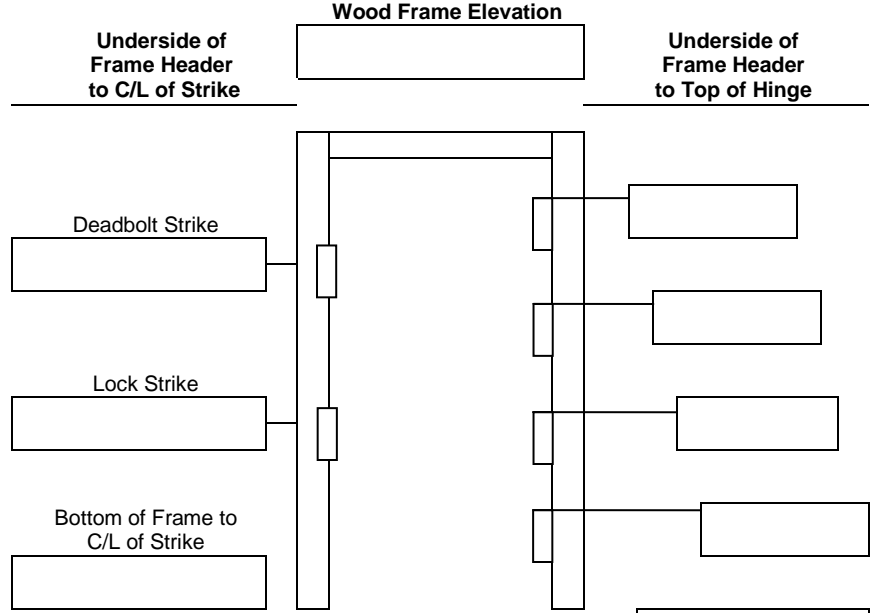 Wood Frame Elevation
Underside of
Frame Header
to C/L of Strike
Underside of
Frame Header
to Top of Hinge
Deadbolt Strike
Lock Strike
Bottom of Frame to
C/L of Strike